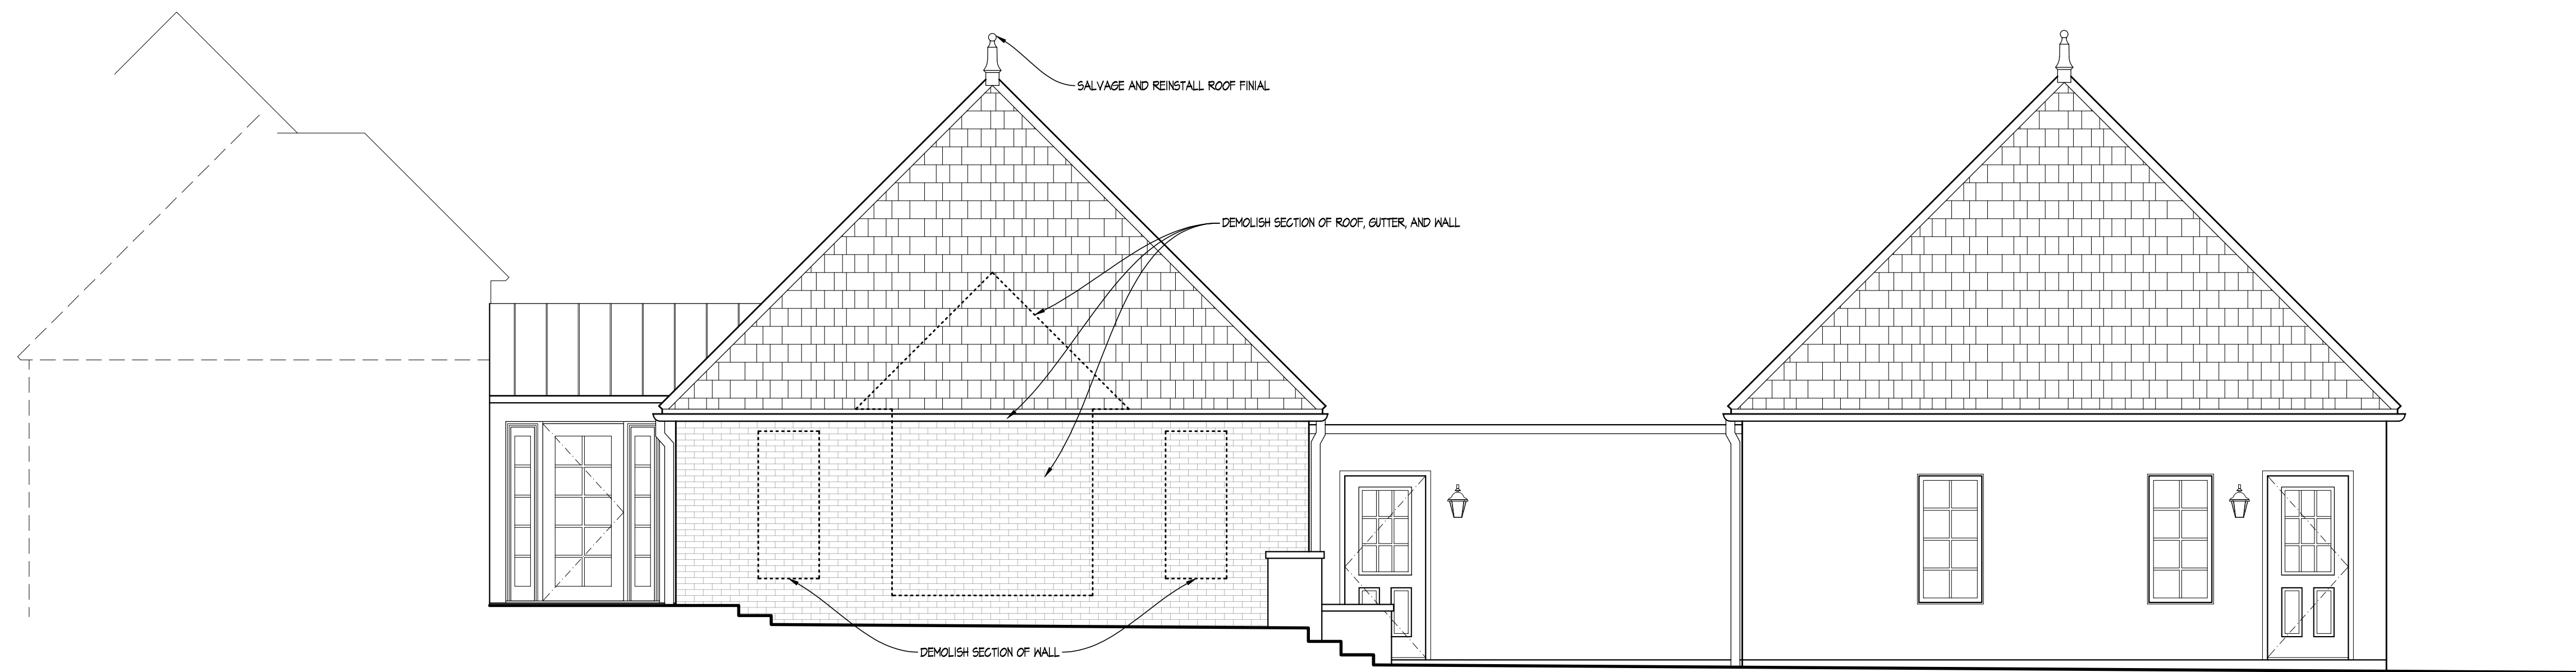 SALVAGE AND REINSTALL ROOF FINIAL
DEMOLISH SECTION OF ROOF, GUTTER, AND WALL
DEMOLISH SECTION OF WALL